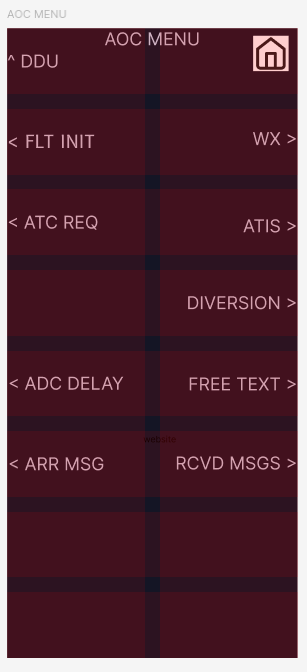 AOC MENU
AOC MENU
^ DDU
< FLT INIT
WX >
< ATC REQ
ATIS >
DIVERSION >
< ADC DELAY
FREE TEXT >
website
< ARR MSG
RCVD MSGS >